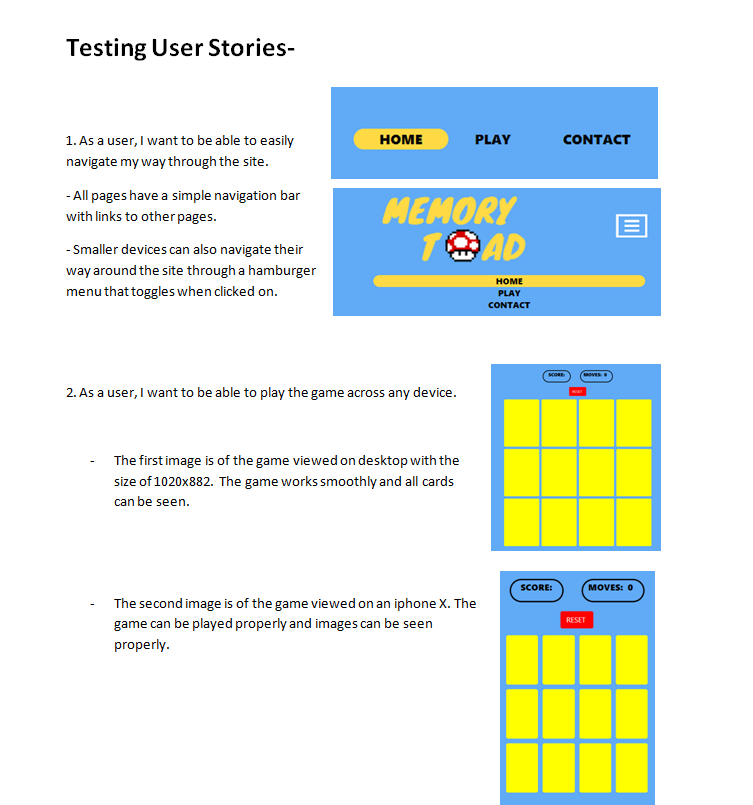 Testing User Stories-
1. As a user, I want to be able to easily
navigate my way through the site.
- All pages have a simple navigation bar
with links to other pages.
- Smaller devices can also navigate their
way around the site through a hamburger
menu that toggles when clicked on.
HOME PLAY CONTACT
MEMORY
T AD
HOME
PLAY
CONTACT
2. As a user, I want to be able to play the game across any device.
- The first image is of the game viewed on desktop with the
size of 1020x882. The game works smoothly and all cards
can be seen.
SCORE: MOVES: 0
RESET
- The second image is of the game viewed on an iphone X. The
game can be played properly and images can be seen
properly.
SCORE: MOVES: 0
RESET